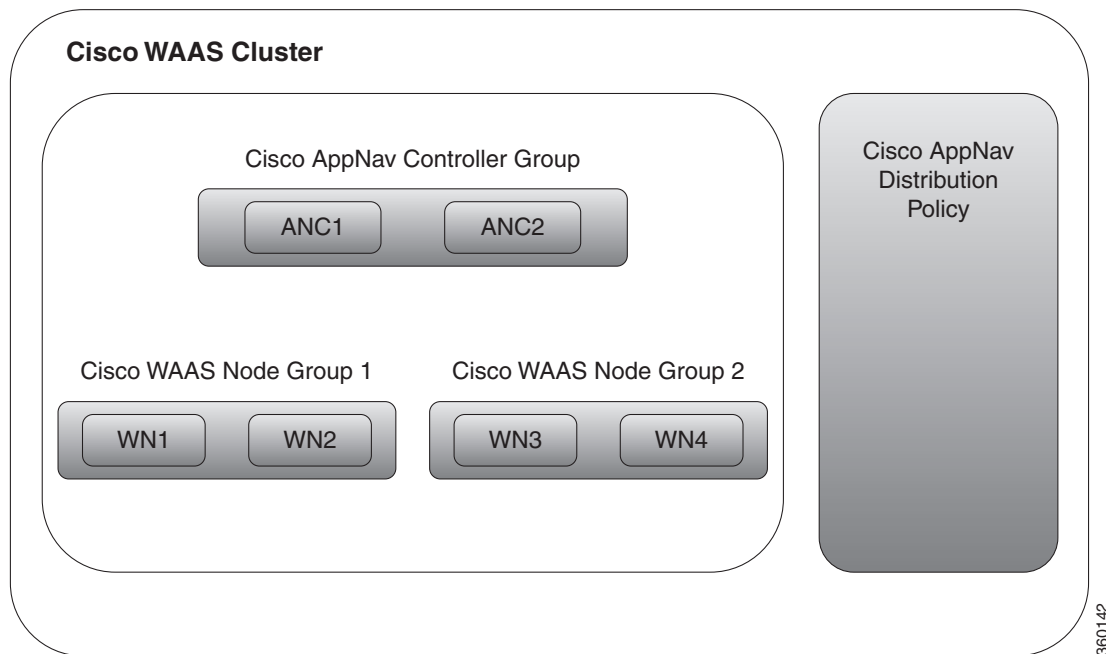 Cisco WAAS Cluster
Cisco AppNav Controller Group
ANC1
ANC2
Cisco WAAS Node Group 1
WN1
WN2
Cisco WAAS Node Group 2
WN3
WN4
Cisco AppNav
Distribution
Policy
360142